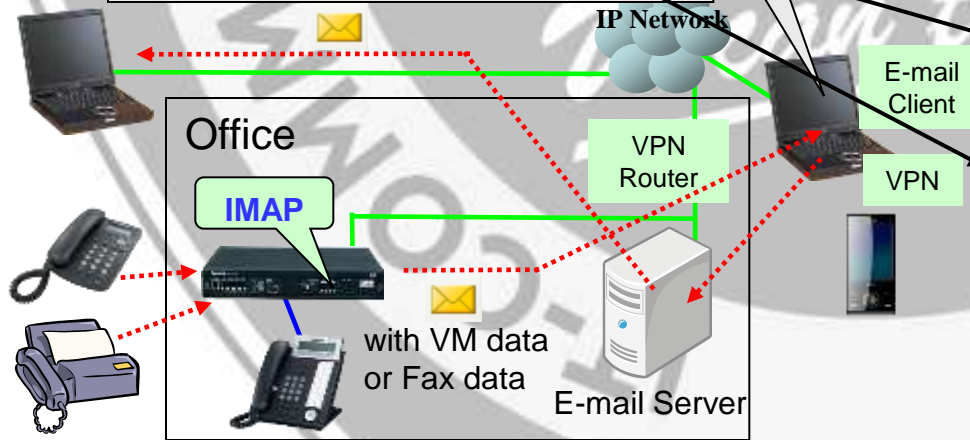 IP Network
E-mail
Client
Office
VPN
Router
VPN
IMAP
with VM data
or Fax data
E-mail Server